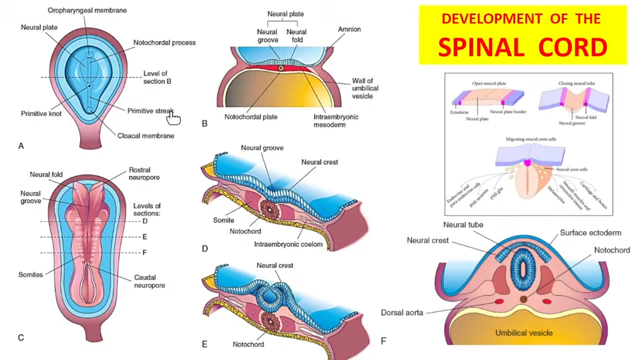 DEVELOPMENT OF THE
SPINAL CORD
Oropharyngeal membrane
Neural plate
Notochordal process
Level of
section B
Primitive knot
Primitive streak
Cloacal membrane
A
Neural plate
Neural
groove
Neural
fold
Amnion
Wall of
umbilical
vesicle
Notochordal plate
Intraembryonic
mesoderm
B
Neural fold
Rostral
neuropore
Neural
groove
Levels of
sections:
D
E
F
Somites
Caudal
neuropore
C
Neural groove
Neural crest
Somite
Notochord
Intraembryonic coelom
D
Neural crest
Notochord
E
Open neural plate
Closing neural tube
Ectoderm
Neural plate
Neural plate border
Neural fold
Neural groove
Migrating neural crest cells
Neural crest cells
Neural tube
Neural crest
Surface ectoderm
Notochord
Dorsal aorta
Umbilical vesicle
F